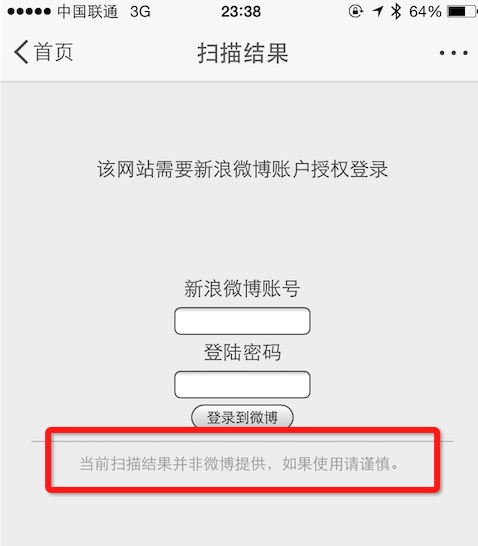 中国联通 3G 23:38 64%
首页 扫描结果
该网站需要新浪微博账户授权登录
新浪微博账号
登陆密码
登录到微博
当前扫描结果并非微博提供，如果使用请谨慎。